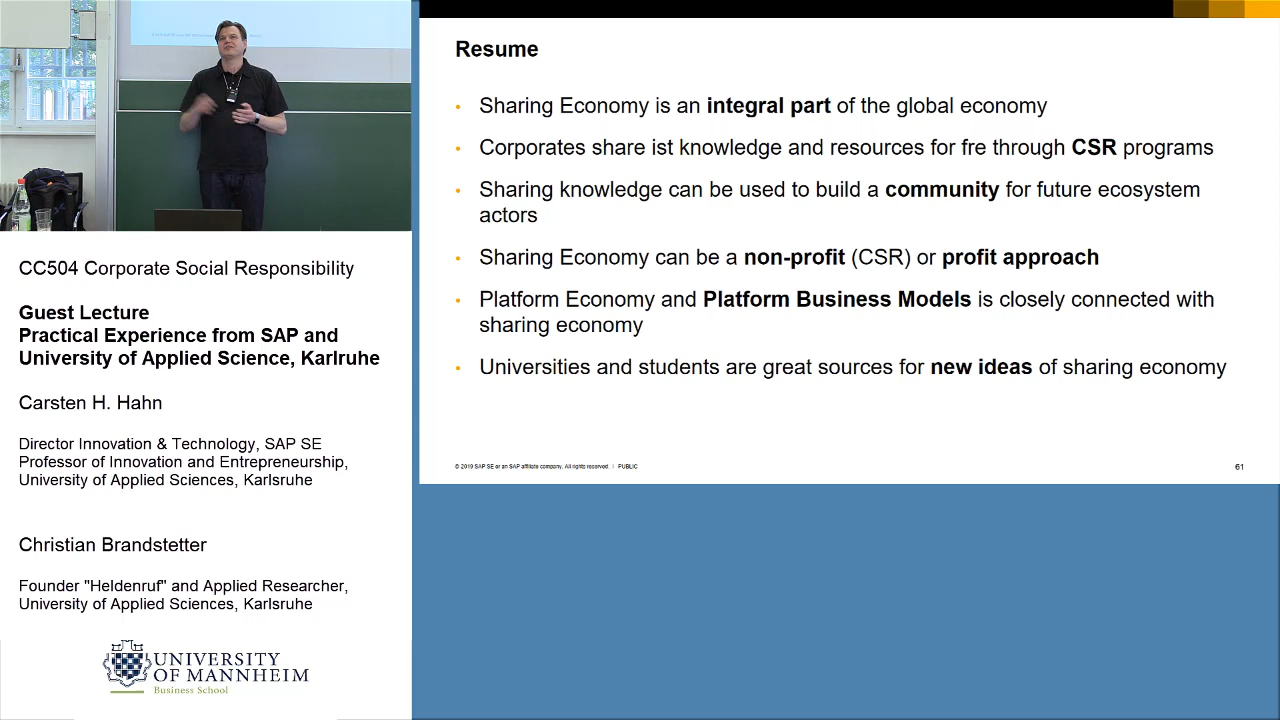 CC504 Corporate Social Responsibility
Guest Lecture
Practical Experience from SAP and
University of Applied Science, Karlsruhe
Carsten H. Hahn
Director Innovation & Technology, SAP SE
Professor of Innovation and Entrepreneurship,
University of Applied Sciences, Karlsruhe
Christian Brandstetter
Founder "Heldenruf" and Applied Researcher,
University of Applied Sciences, Karlsruhe
UNIVERSITY
OF MANNHEIM
Business School
Resume
• Sharing Economy is an integral part of the global economy
• Corporates share ist knowledge and resources for fre through CSR programs
• Sharing knowledge can be used to build a community for future ecosystem
actors
• Sharing Economy can be a non-profit (CSR) or profit approach
• Platform Economy and Platform Business Models is closely connected with
sharing economy
• Universities and students are great sources for new ideas of sharing economy
© 2019 SAP SE or an SAP affiliate company. All rights reserved. | PUBLIC
61